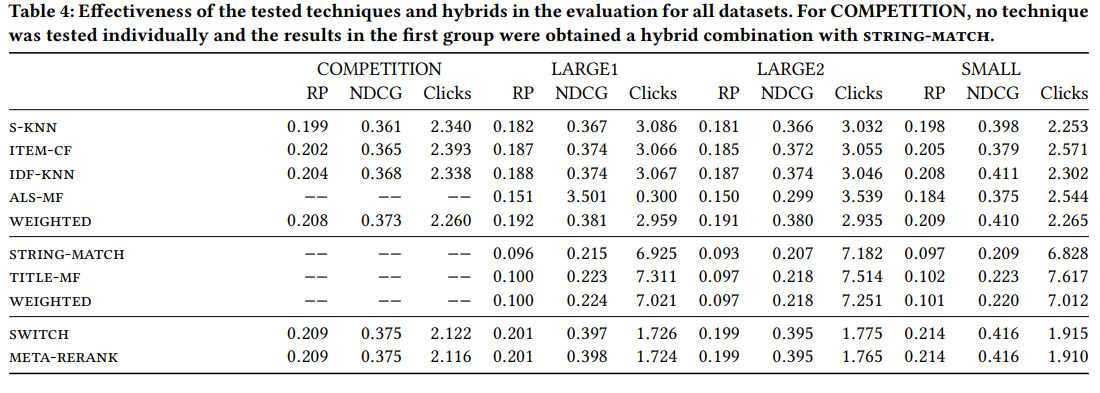 Table 4: Effectiveness of the tested techniques and hybrids in the evaluation for all datasets. For COMPETITION, no technique
was tested individually and the results in the first group were obtained a hybrid combination with STRING-MATCH.
COMPETITION LARGE1 LARGE2 SMALL
RP NDCG Clicks RP NDCG Clicks RP NDCG Clicks RP NDCG Clicks
S-KNN 0.199 0.361 2.340 0.182 0.367 3.086 0.181 0.366 3.032 0.198 0.398 2.253
ITEM-CF 0.202 0.365 2.393 0.187 0.374 3.066 0.185 0.372 3.055 0.205 0.379 2.571
IDF-KNN 0.204 0.368 2.338 0.188 0.374 3.067 0.187 0.374 3.046 0.208 0.411 2.302
ALS-MF −− −− −− 0.151 3.501 0.300 0.150 0.299 3.539 0.184 0.375 2.544
WEIGHTED 0.208 0.373 2.260 0.192 0.381 2.959 0.191 0.380 2.935 0.209 0.410 2.265
STRING-MATCH −− −− −− 0.096 0.215 6.925 0.093 0.207 7.182 0.097 0.209 6.828
TITLE-MF −− −− −− 0.100 0.223 7.311 0.097 0.218 7.514 0.102 0.223 7.617
WEIGHTED −− −− −− 0.100 0.224 7.021 0.097 0.218 7.251 0.101 0.220 7.012
SWITCH 0.209 0.375 2.122 0.201 0.397 1.726 0.199 0.395 1.775 0.214 0.416 1.915
META-RERANK 0.209 0.375 2.116 0.201 0.398 1.724 0.199 0.395 1.765 0.214 0.416 1.910